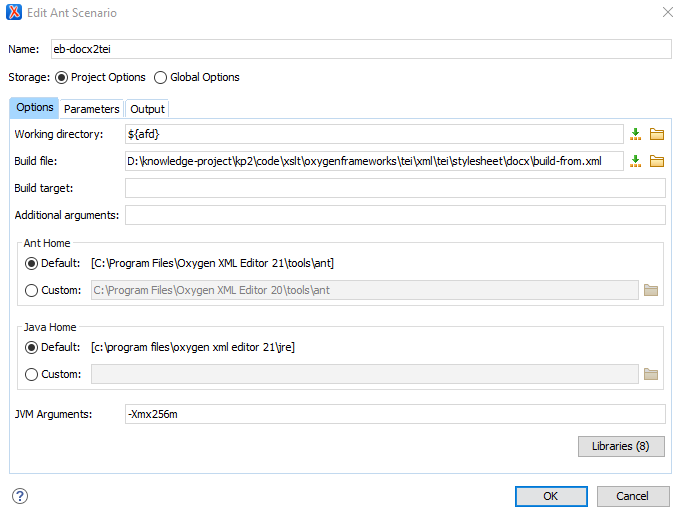 Edit Ant Scenario
Name: eb-docx2tei
Storage: Project Options Global Options
Options Parameters Output
Working directory: ${afd}
Build file: D:\knowledge-project\kp2\code\xslt\oxygenframeworks\tei\xml\tei\stylesheet\docx\build-from.xml
Build target:
Additional arguments:
Ant Home
Default: [C:\Program Files\Oxygen XML Editor 21\tools\ant]
Custom: C:\Program Files\Oxygen XML Editor 20\tools\ant
Java Home
Default: [c:\program files\oxygen xml editor 21\jre]
Custom:
JVM Arguments: -Xmx256m
Libraries (8)
? OK Cancel